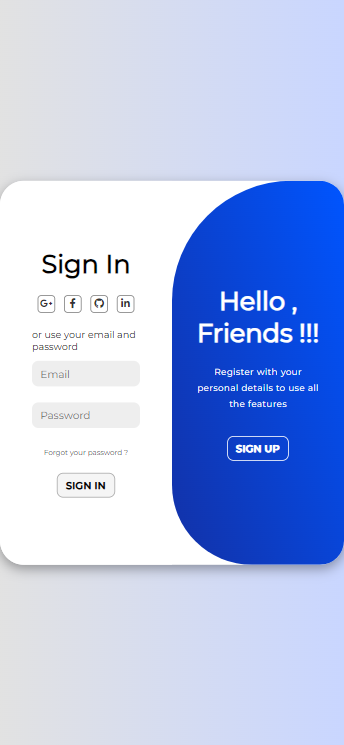 Sign In
G+ f in
or use your email and
password
Email
Password
Forgot your password ?
SIGN IN
Hello ,
Friends !!!
Register with your
personal details to use all
the features
SIGN UP